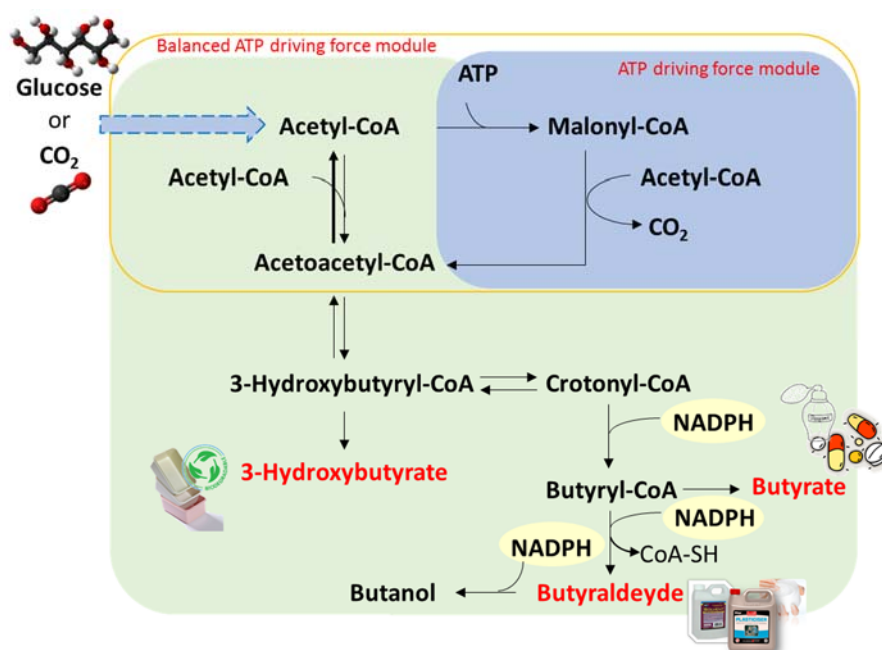 Balanced ATP driving force module
ATP driving force module
Glucose
or
CO2
ATP
Acetyl-CoA
Malonyl-CoA
Acetyl-CoA
Acetyl-CoA
CO2
Acetoacetyl-CoA
3-Hydroxybutyryl-CoA
Crotonyl-CoA
NADPH
3-Hydroxybutyrate
Butyryl-CoA
Butyrate
NADPH
NADPH
CoA-SH
Butanol
Butyraldeyde